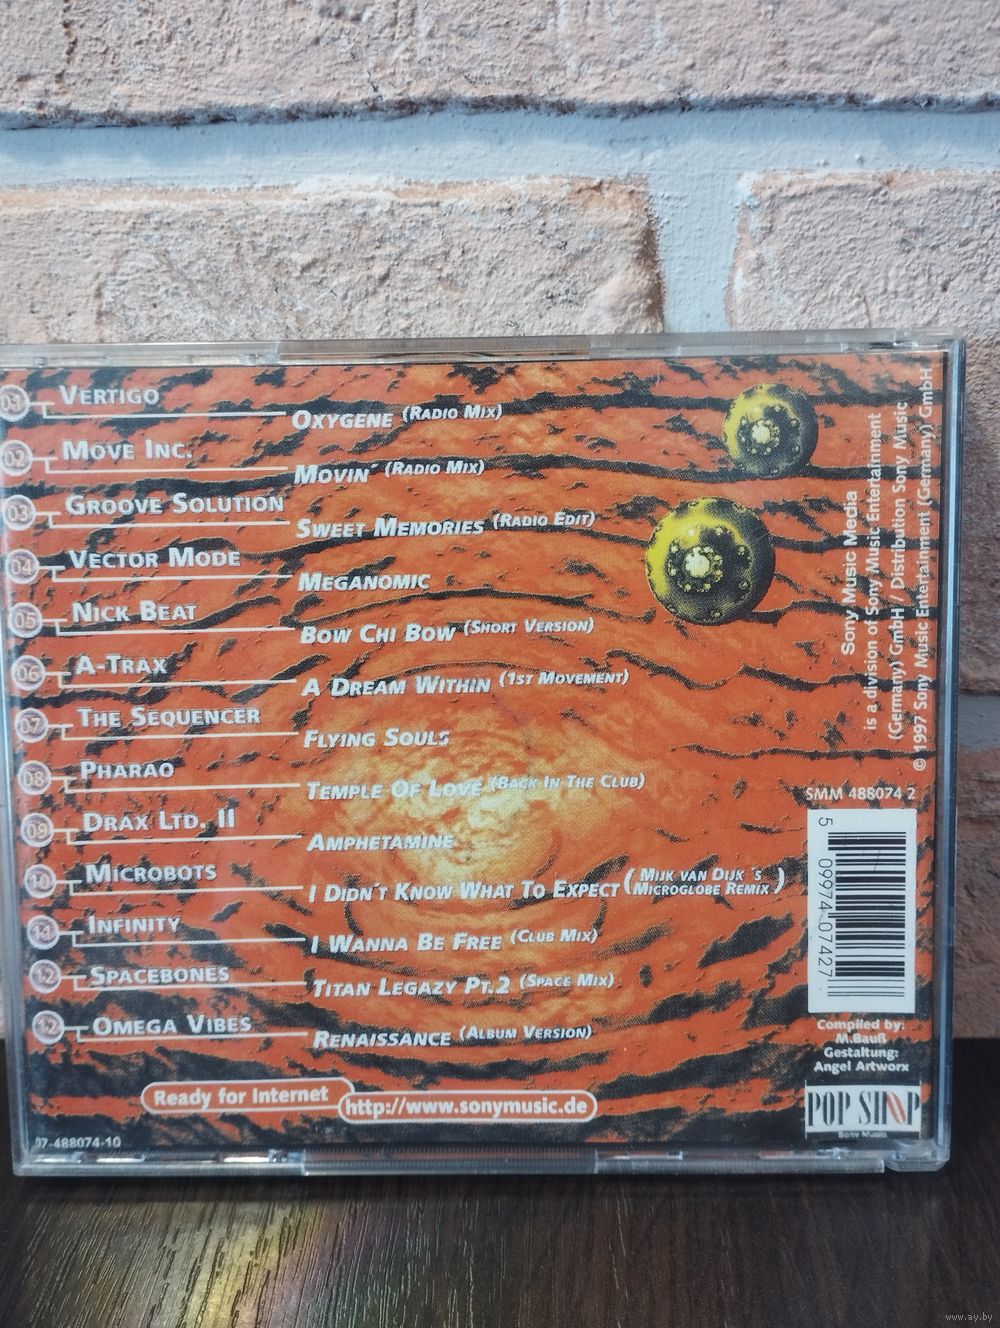 01 Vertigo
Oxygene (Radio Mix)
02 Move Inc.
Movin´ (Radio Mix)
03 Groove Solution
Sweet Memories (Radio Edit)
04 Vector Mode
Meganomic
05 Nick Beat
Bow Chi Bow (Short Version)
06 A-Trax
A Dream Within (1st Movement)
07 The Sequencer
Flying Souls
08 Pharao
Temple Of Love (Back In The Club)
09 Drax Ltd. II
Amphetamine
10 Microbots
I Didn´t Know What To Expect (Mijk van Dijk´s
Microglobe Remix)
11 Infinity
I Wanna Be Free (Club Mix)
12 Spacebones
Titan Legazy Pt.2 (Space Mix)
12 Omega Vibes
Renaissance (Album Version)
Ready for Internet
http://www.sonymusic.de
07-488074-10
Sony Music Media
is a division of Sony Music Entertainment
(Germany) GmbH / Distribution Sony Music
©1997 Sony Music Entertainment (Germany) GmbH
SMM 488074 2
5 099748 807427
Compiled by:
M.Bauß
Gestaltung:
Angel Artworx
POP SHOP
Sony Music
www.ay.by